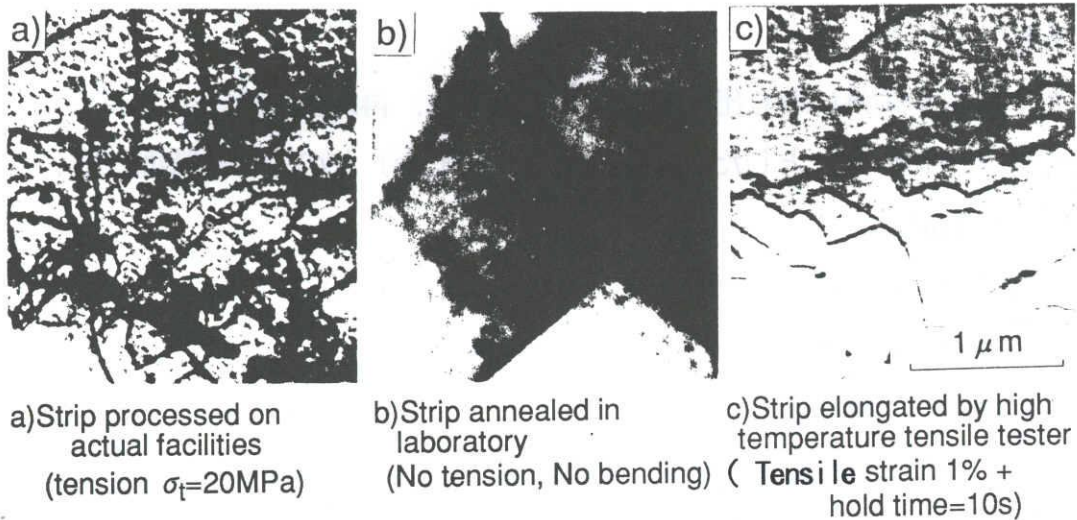 a)
b)
c)
1 μm
a)Strip processed on
actual facilities
(tension σt=20MPa)
b)Strip annealed in
laboratory
(No tension, No bending)
c)Strip elongated by high
temperature tensile tester
( Tensile strain 1% +
hold time=10s)